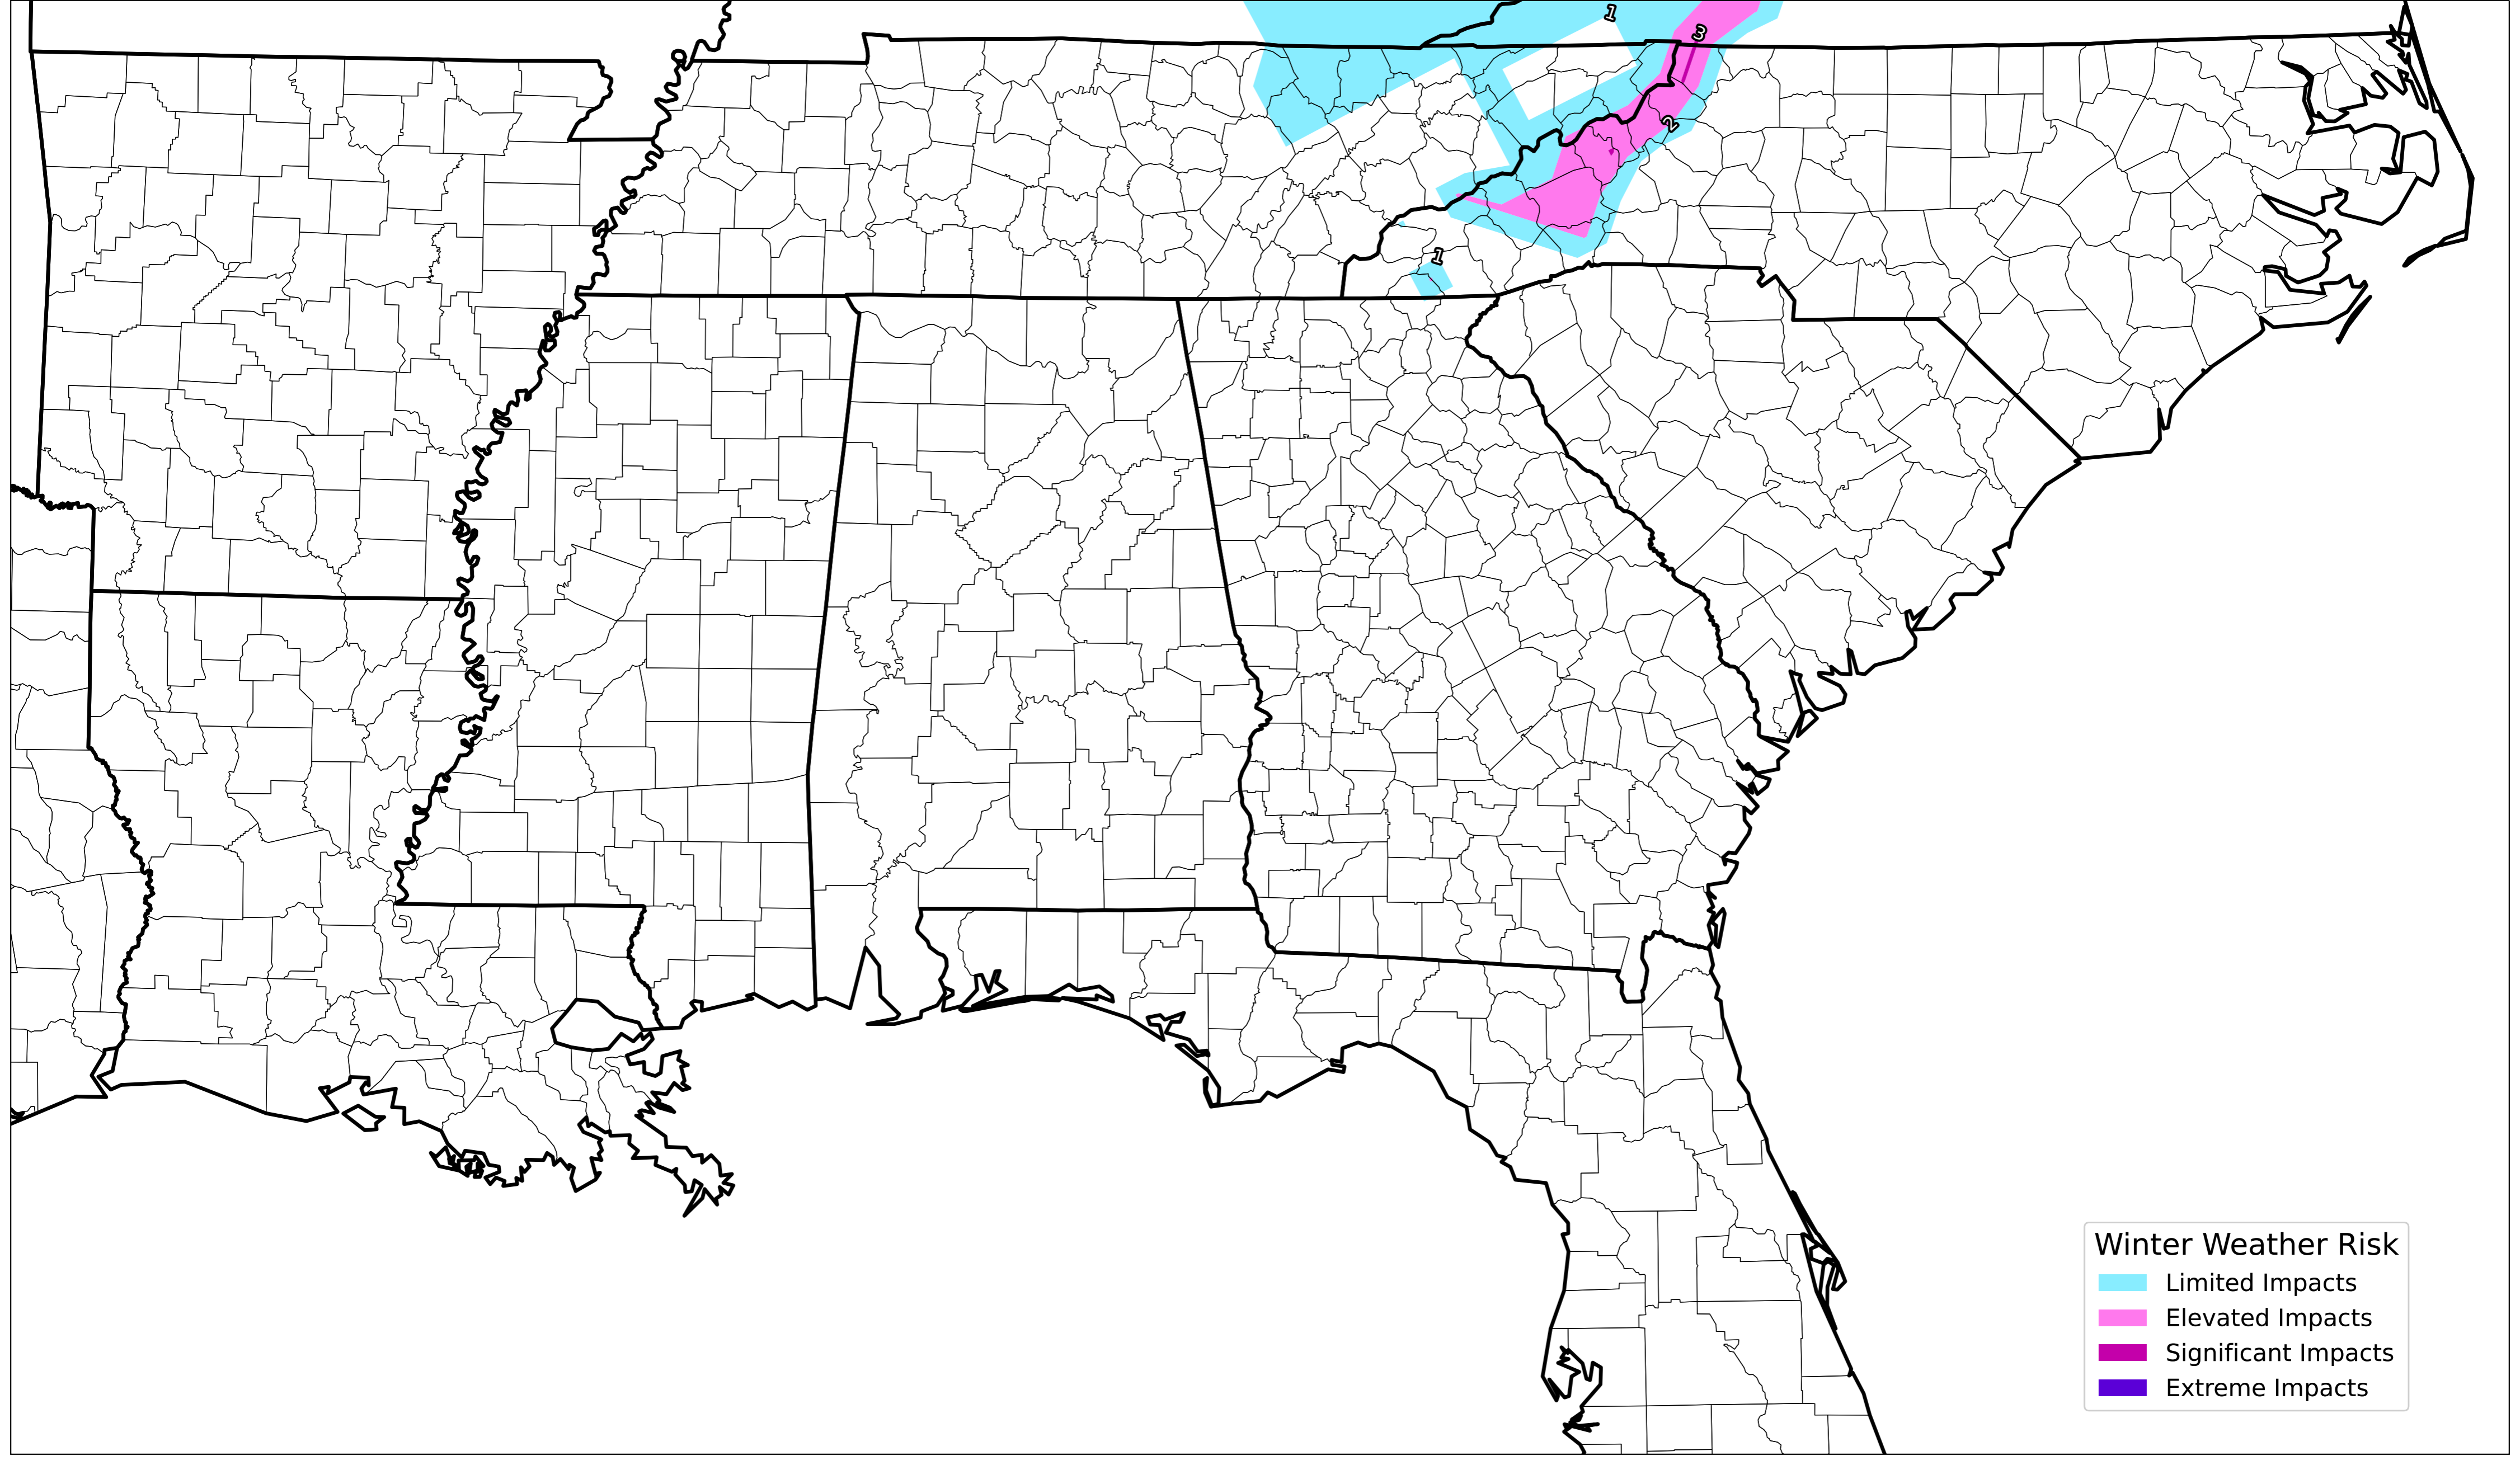 1
3
2
1
Winter Weather Risk
Limited Impacts
Elevated Impacts
Significant Impacts
Extreme Impacts